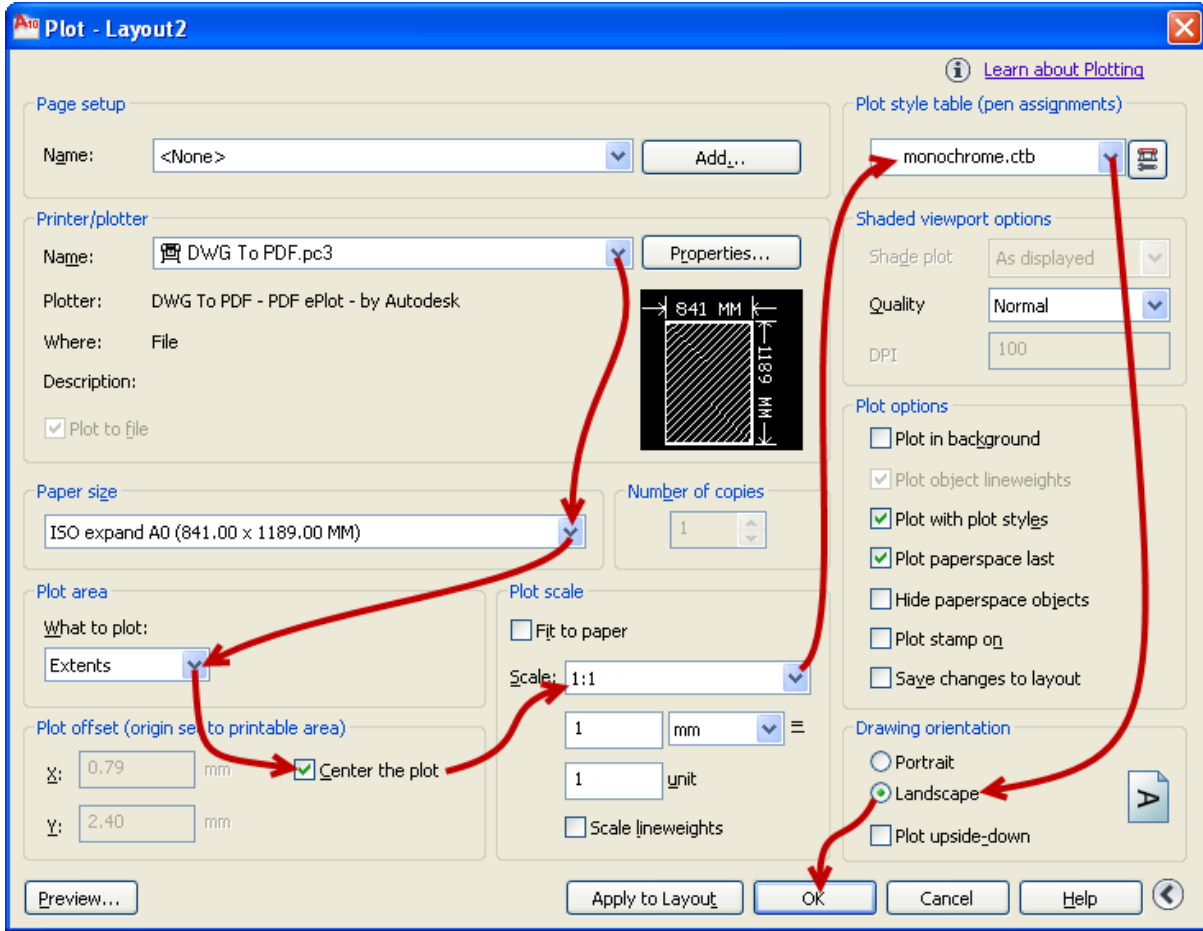 A10 Plot - Layout2
Learn about Plotting
Page setup
Name: <None> Add...
Printer/plotter
Name: DWG To PDF.pc3 Properties...
Plotter: DWG To PDF - PDF ePlot - by Autodesk
Where: File
Description:
Plot to file
841 MM
1189 MM
Paper size
ISO expand A0 (841.00 x 1189.00 MM)
Number of copies
1
Plot area
What to plot:
Extents
Plot offset (origin set to printable area)
X: 0.79 mm
Center the plot
Y: 2.40 mm
Plot scale
Fit to paper
Scale: 1:1
1 mm =
1 unit
Scale lineweights
Plot style table (pen assignments)
monochrome.ctb
Shaded viewport options
Shade plot As displayed
Quality Normal
DPI 100
Plot options
Plot in background
Plot object lineweights
Plot with plot styles
Plot paperspace last
Hide paperspace objects
Plot stamp on
Save changes to layout
Drawing orientation
Portrait
Landscape
A
Plot upside-down
Preview... Apply to Layout OK Cancel Help